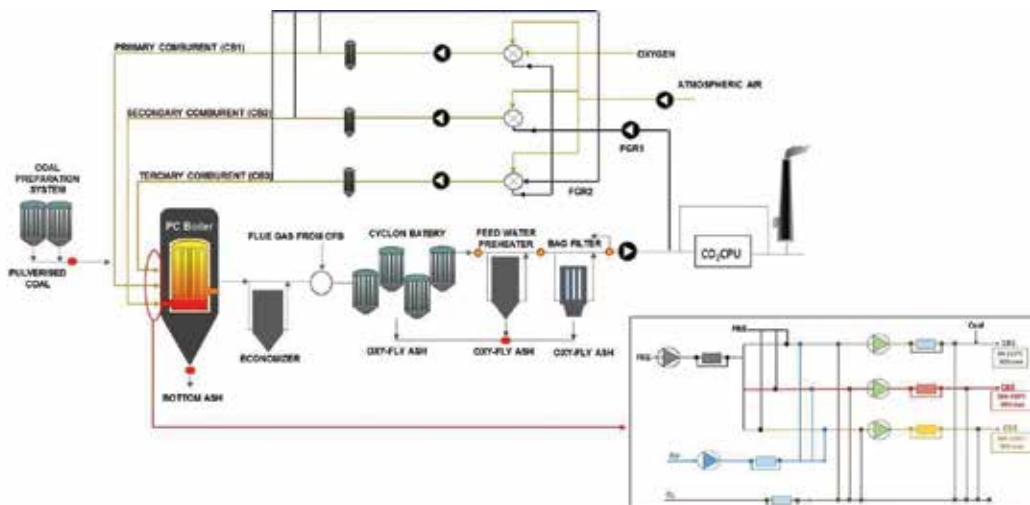 PRIMARY COMBURENT (CB1)
OXYGEN
ATMOSPHERIC AIR
SECONDARY COMBURENT (CB2)
FGR1
TERCIARY COMBURENT (CB3)
FGR2
COAL
PREPARATION
SYSTEM
PC Boiler
FLUE GAS FROM CFB
CYCLON BATERY
FEED WATER
PREHEATER
BAG FILTER
CO2CPU
PULVERISED
COAL
ECONOMIZER
OXY-FLY ASH
OXY-FLY ASH
OXY-FLY ASH
BOTTOM ASH
Coal
CB1
CB2
CB3
Air
O₂